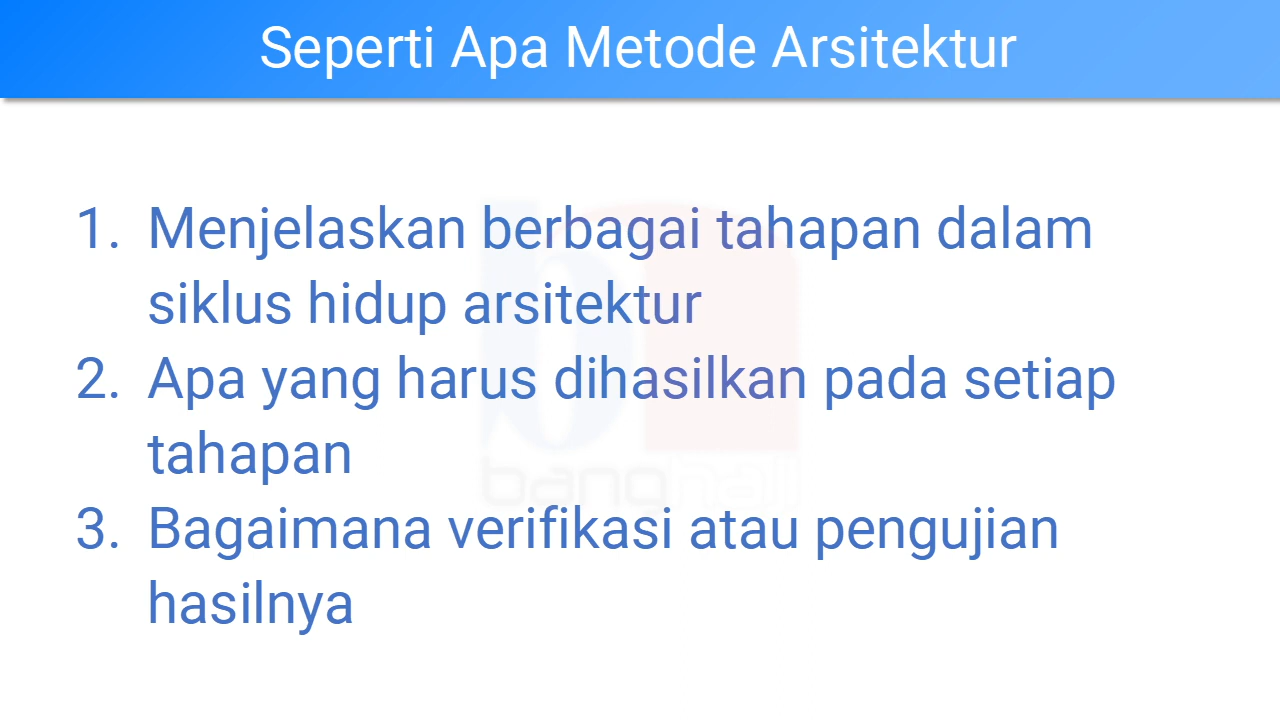 Seperti Apa Metode Arsitektur
1. Menjelaskan berbagai tahapan dalam
siklus hidup arsitektur
2. Apa yang harus dihasilkan pada setiap
tahapan
3. Bagaimana verifikasi atau pengujian
hasilnya